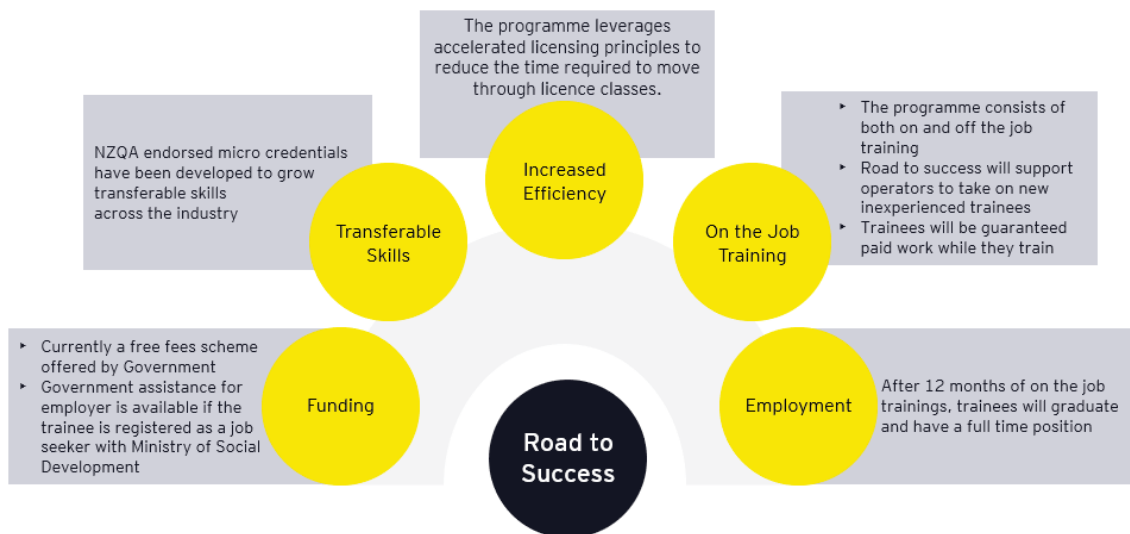 The programme leverages
accelerated licensing principles to
reduce the time required to move
through licence classes.
Increased
Efficiency
NZQA endorsed micro credentials
have been developed to grow
transferable skills
across the industry
Transferable
Skills
‣ The programme consists of
both on and off the job
training
‣ Road to success will support
operators to take on new
inexperienced trainees
‣ Trainees will be guaranteed
paid work while they train
On the Job
Training
‣ Currently a free fees scheme
offered by Government
‣ Government assistance for
employer is available if the
trainee is registered as a job
seeker with Ministry of Social
Development
Funding
Employment
After 12 months of on the job
trainings, trainees will graduate
and have a full time position
Road to
Success